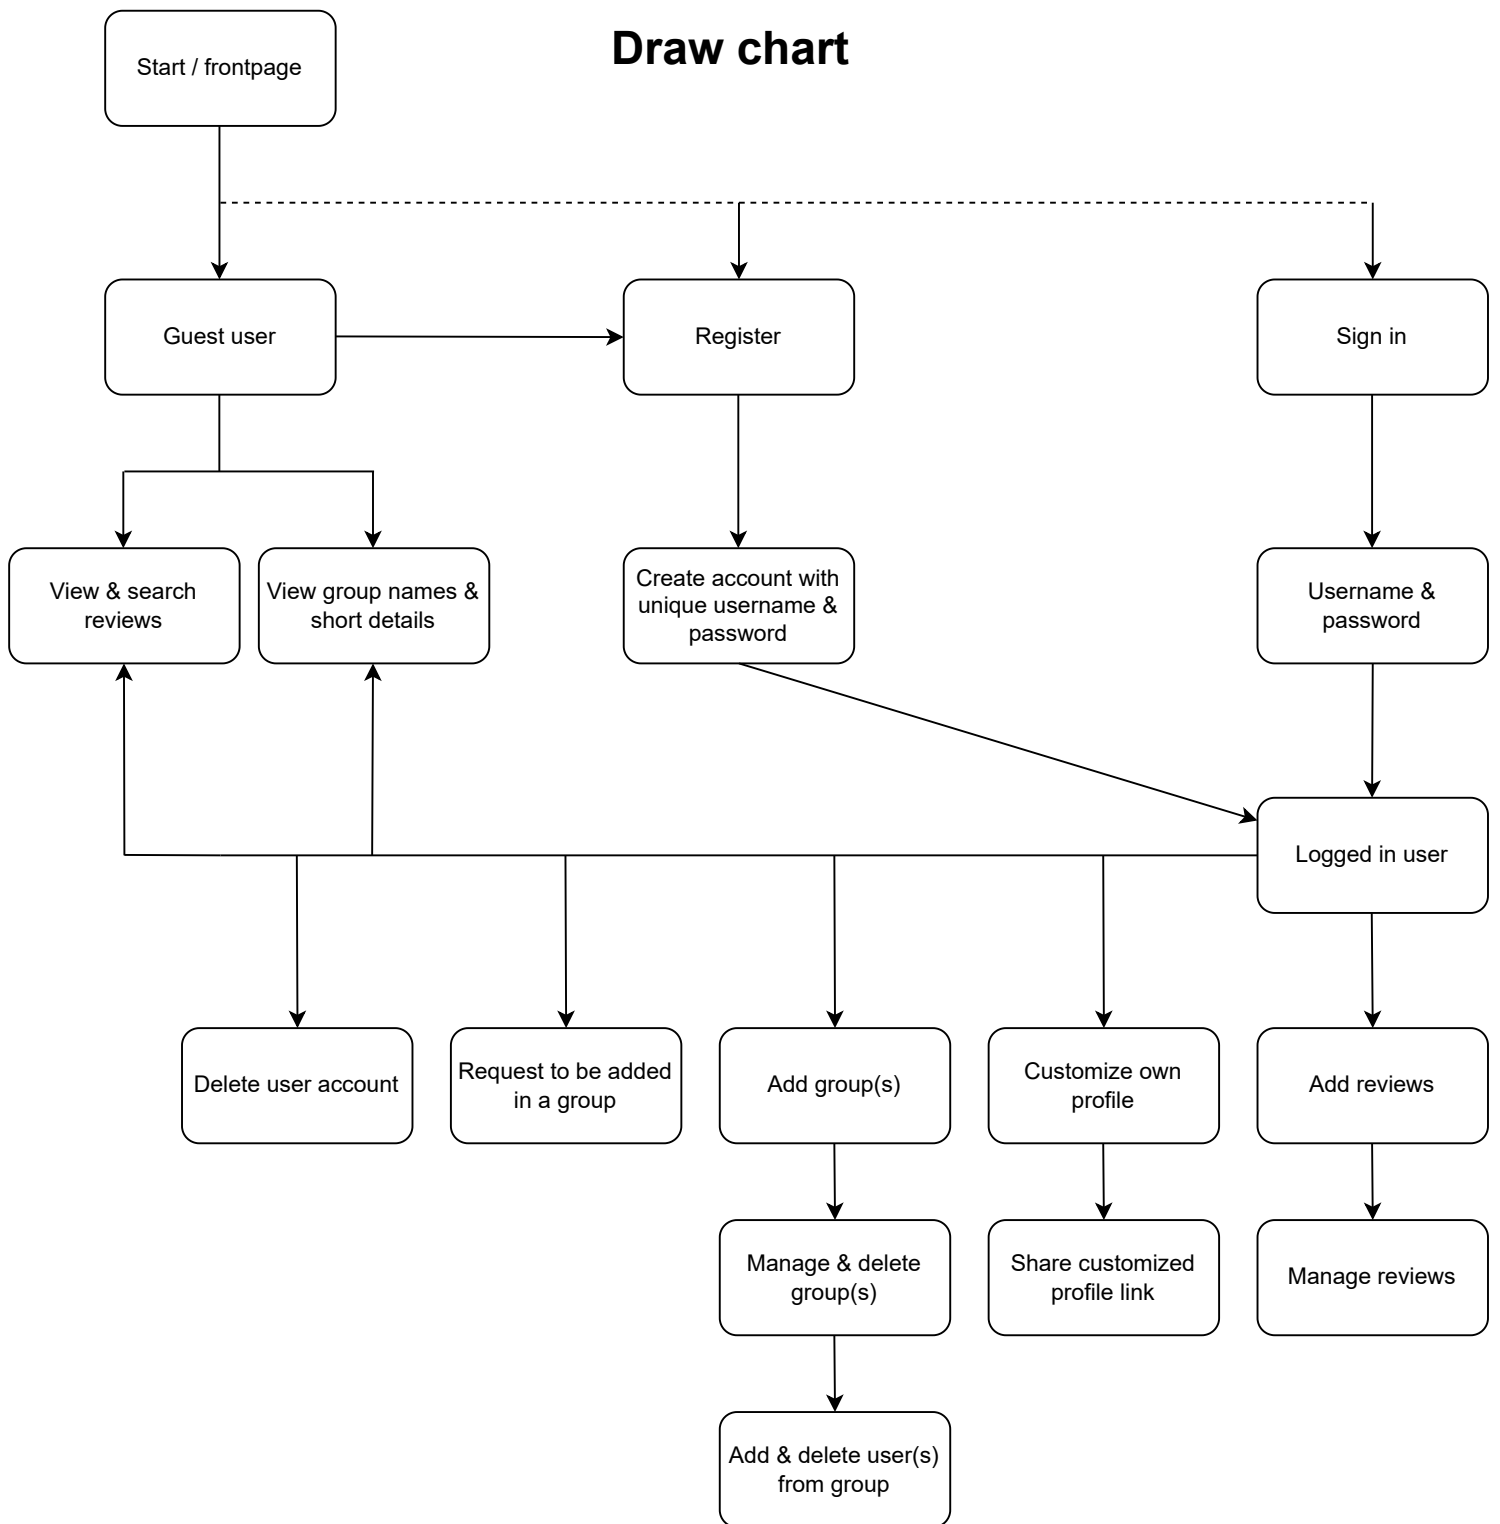 Draw chart
Start / frontpage
Guest user
Register
Sign in
View & search
reviews
View group names &
short details
Create account with
unique username &
password
Username &
password
Logged in user
Delete user account
Request to be added
in a group
Add group(s)
Customize own
profile
Add reviews
Manage & delete
group(s)
Share customized
profile link
Manage reviews
Add & delete user(s)
from group